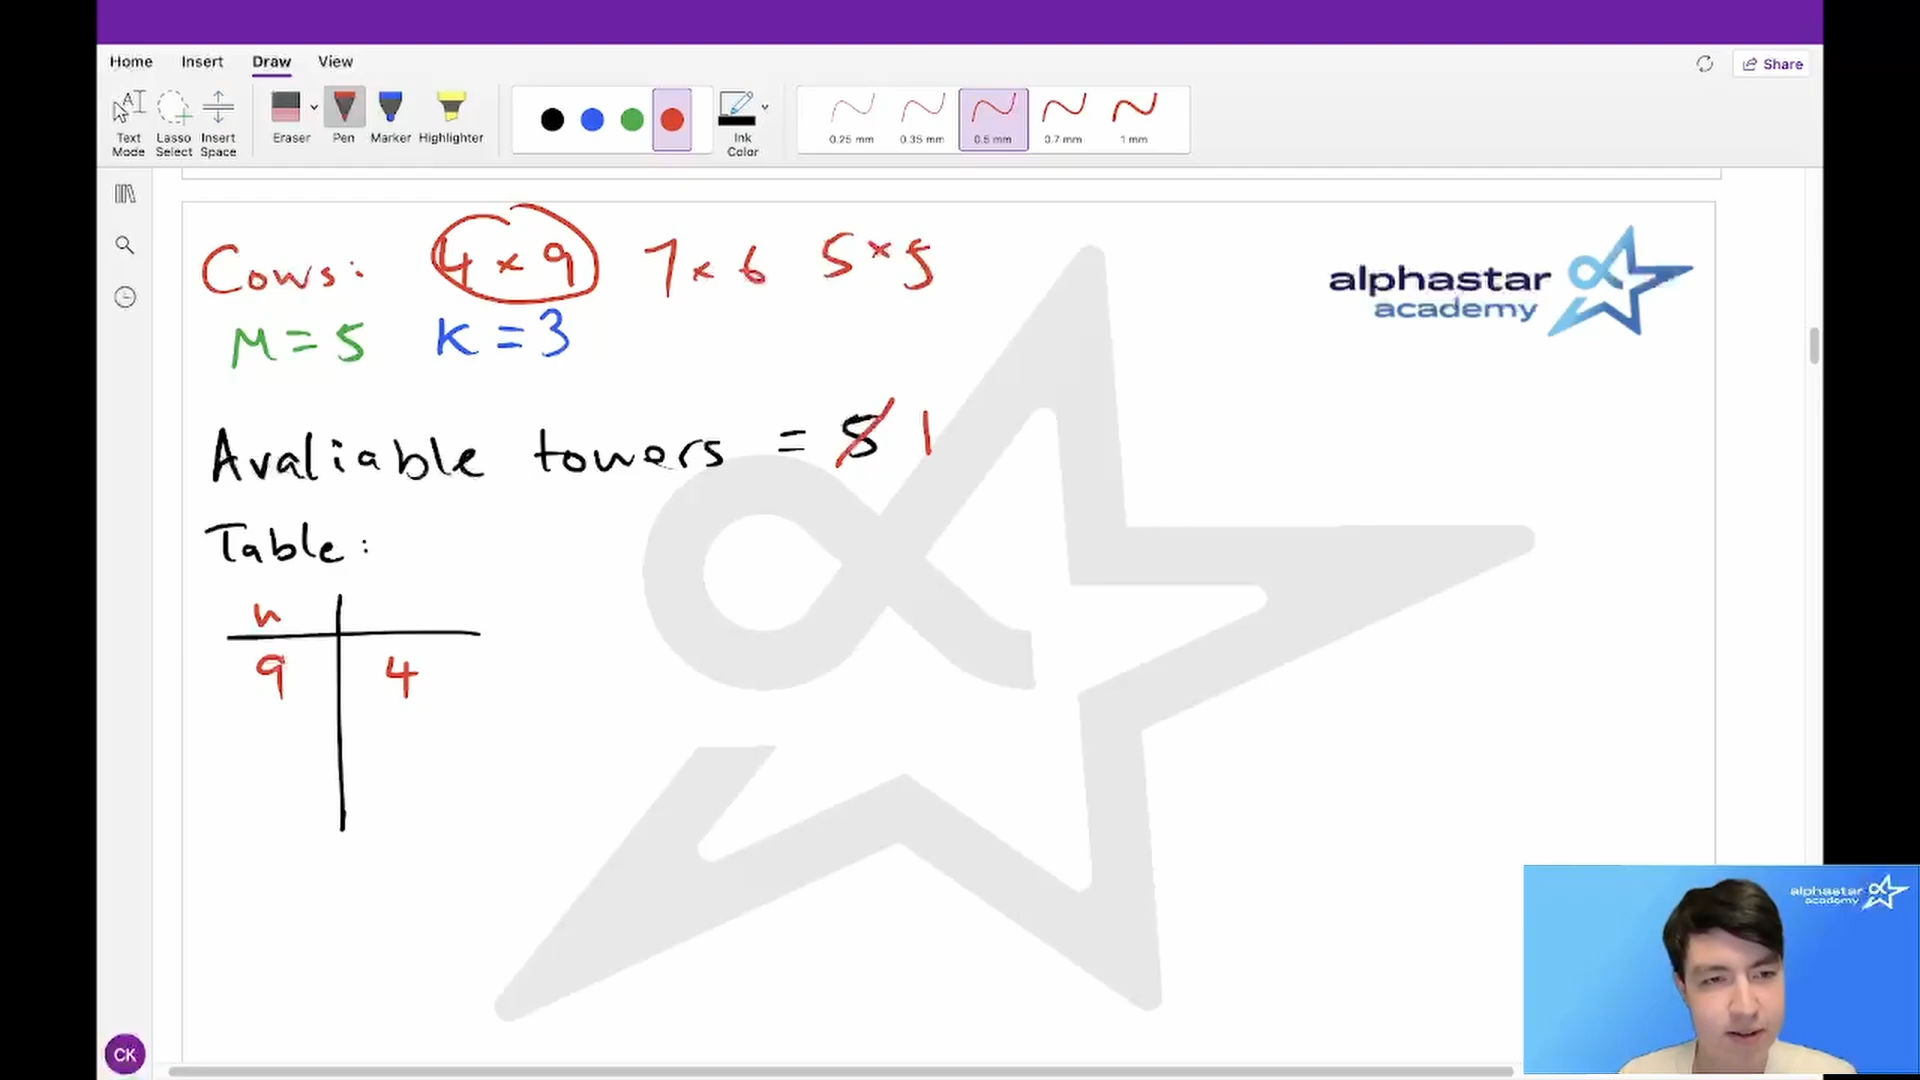 Home Insert Draw View
Share
Text Mode
Lasso Select
Insert Space
Eraser
Pen
Marker
Highlighter
Ink Color
0.25 mm
0.35 mm
0.5 mm
0.7 mm
1 mm
Cows: 4 × 9 7 × 6 5 × 5
M = 5 K = 3
alphastar
academy
Avaliable towers = 5 1
Table:
h
9 4
alphastar
academy
CK